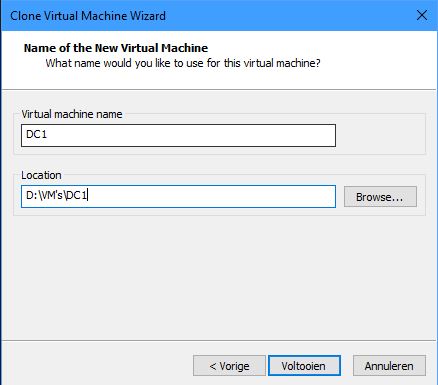 Clone Virtual Machine Wizard
Name of the New Virtual Machine
What name would you like to use for this virtual machine?
Virtual machine name
DC1
Location
D:\VM's\DC1
Browse...
< Vorige
Voltooien
Annuleren